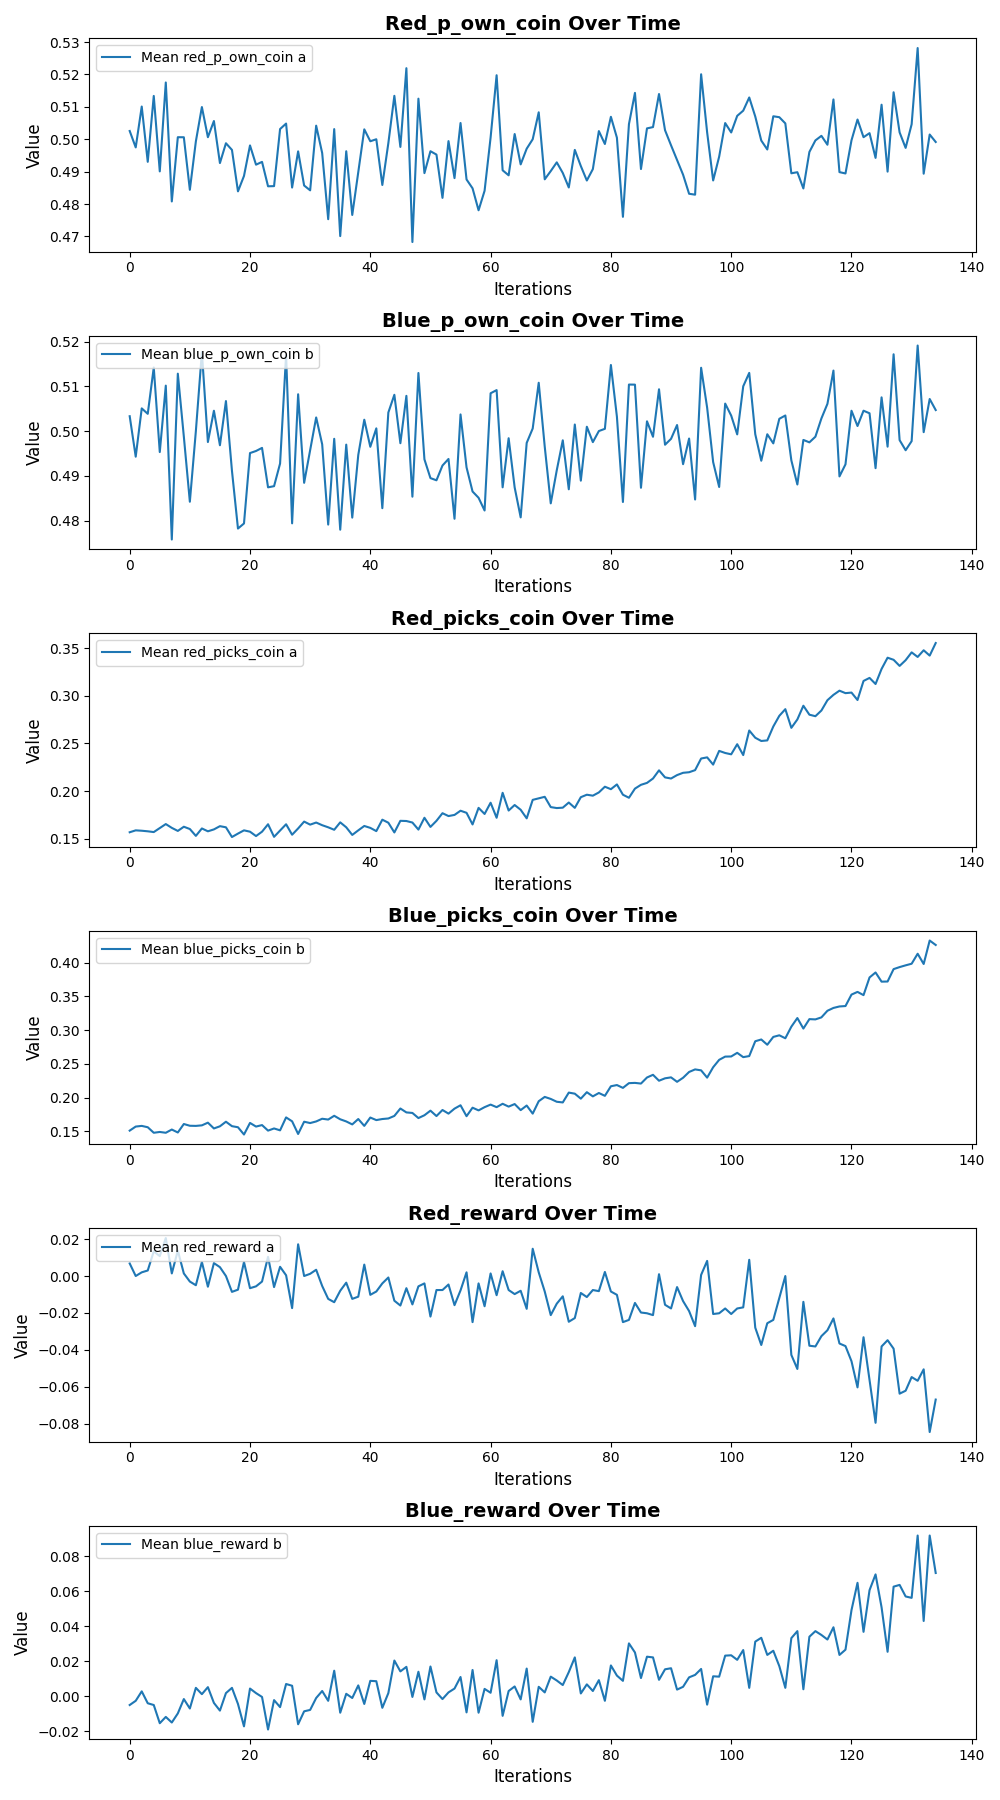 Red_p_own_coin Over Time
Mean red_p_own_coin a
Value
0.53
0.52
0.51
0.50
0.49
0.48
0.47
0 20 40 60 80 100 120 140
Iterations
Blue_p_own_coin Over Time
Mean blue_p_own_coin b
Value
0.52
0.51
0.50
0.49
0.48
0 20 40 60 80 100 120 140
Iterations
Red_picks_coin Over Time
Mean red_picks_coin a
Value
0.35
0.30
0.25
0.20
0.15
0 20 40 60 80 100 120 140
Iterations
Blue_picks_coin Over Time
Mean blue_picks_coin b
Value
0.40
0.35
0.30
0.25
0.20
0.15
0 20 40 60 80 100 120 140
Iterations
Red_reward Over Time
Mean red_reward a
Value
0.02
0.00
−0.02
−0.04
−0.06
−0.08
0 20 40 60 80 100 120 140
Iterations
Blue_reward Over Time
Mean blue_reward b
Value
0.08
0.06
0.04
0.02
0.00
−0.02
0 20 40 60 80 100 120 140
Iterations